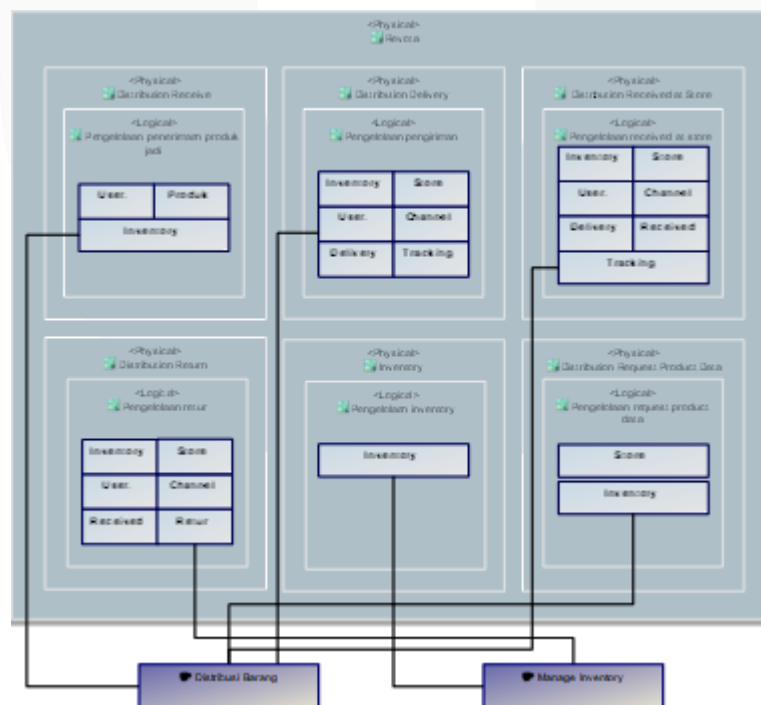 <Physical>
Revota
<Physical>
Distribution Receive
<Logical>
Pengelolaan penerimaan produk
jadi
User.
Produk
Inventory
<Physical>
Distribution Delivery
<Logical>
Pengelolaan pengiriman
Inventory
Store
User.
Channel
Delivery
Tracking
<Physical>
Distribution Received at Store
<Logical>
Pengelolaan received at store
Inventory
Store
User.
Channel
Delivery
Received
Tracking
<Physical>
Distribution Return
<Logical>
Pengelolaan retur
Inventory
Store
User.
Channel
Received
Retur
<Physical>
Inventory
<Logical>
Pengelolaan inventory
Inventory
<Physical>
Distribution Request Product Data
<Logical>
Pengelolaan request product
data
Store
Inventory
Distribusi Barang
Manage Inventory